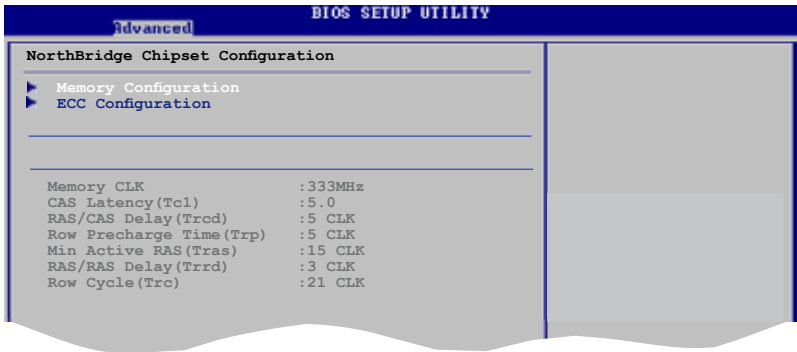 BIOS SETUP UTILITY
Advanced
NorthBridge Chipset Configuration
Memory Configuration
ECC Configuration
Memory CLK :333MHz
CAS Latency(Tcl) :5.0
RAS/CAS Delay(Trcd) :5 CLK
Row Precharge Time(Trp) :5 CLK
Min Active RAS(Tras) :15 CLK
RAS/RAS Delay(Trrd) :3 CLK
Row Cycle(Trc) :21 CLK